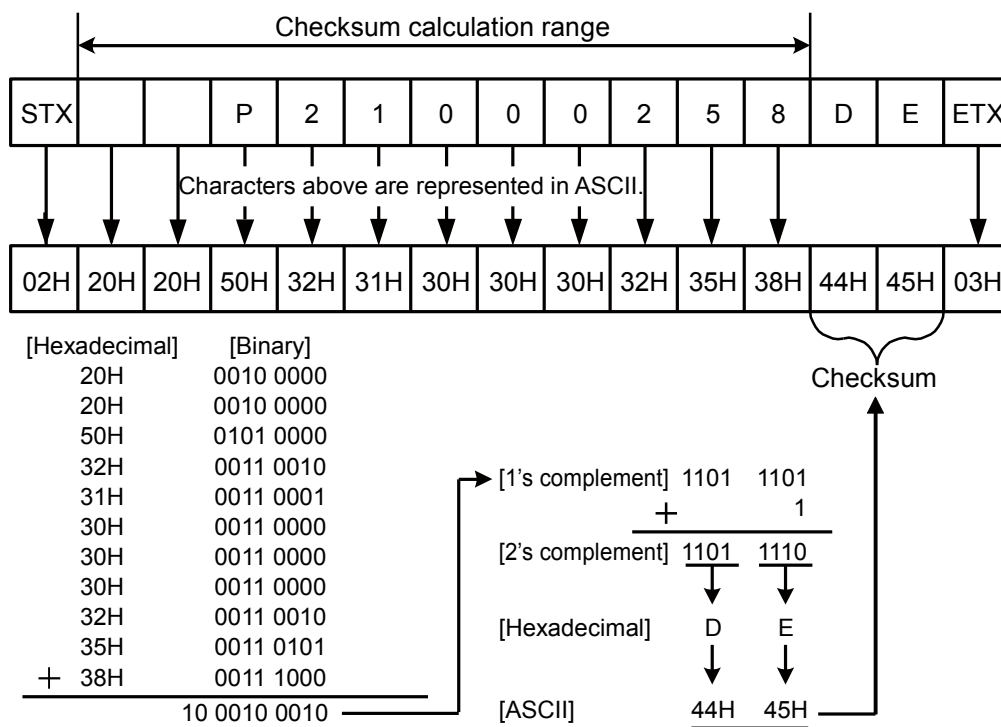 Checksum calculation range
STX P 2 1 0 0 0 2 5 8 D E ETX
Characters above are represented in ASCII.
02H 20H 20H 50H 32H 31H 30H 30H 30H 32H 35H 38H 44H 45H 03H
Checksum
[Hexadecimal] [Binary]
20H 0010 0000
20H 0010 0000
50H 0101 0000
32H 0011 0010
31H 0011 0001
30H 0011 0000
30H 0011 0000
30H 0011 0000
32H 0011 0010
35H 0011 0101
+ 38H 0011 1000
10 0010 0010
[1's complement] 1101 1101
+ 1
[2's complement] 1101 1110
[Hexadecimal] D E
[ASCII] 44H 45H